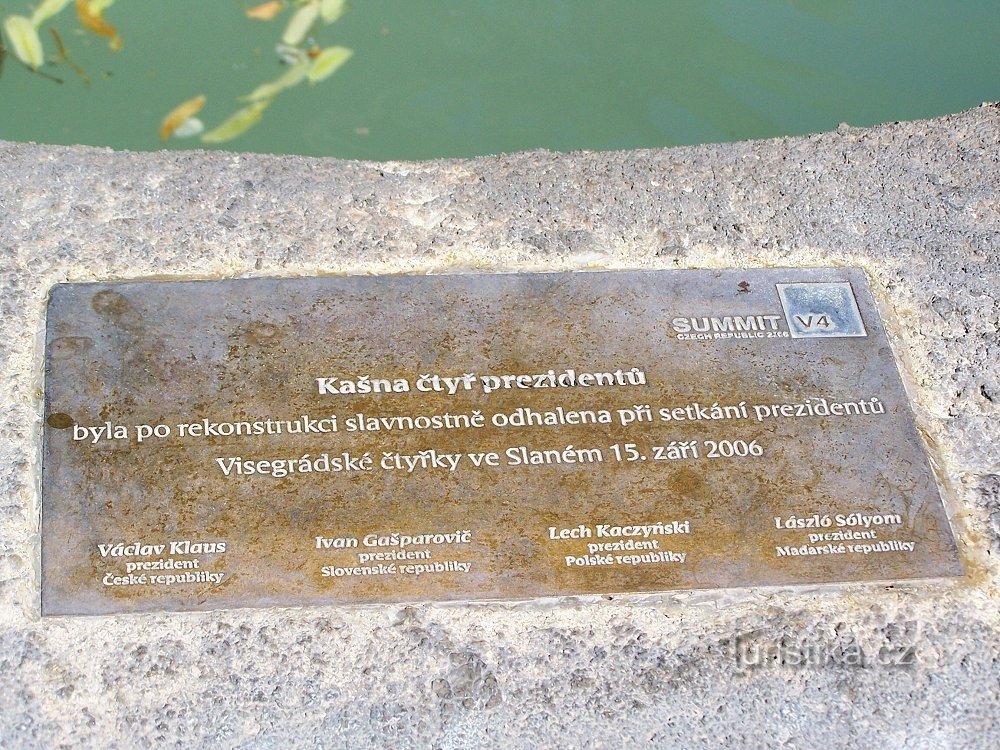 SUMMIT V4
CZECH REPUBLIC 2006
Kašna čtyř prezidentů
byla po rekonstrukci slavnostně odhalena při setkání prezidentů
Visegrádské čtyřky ve Slaném 15. září 2006
Václav Klaus
prezident
České republiky
Ivan Gašparovič
prezident
Slovenské republiky
Lech Kaczyński
prezident
Polské republiky
László Sólyom
prezident
Maďarské republiky
Turistika.cz